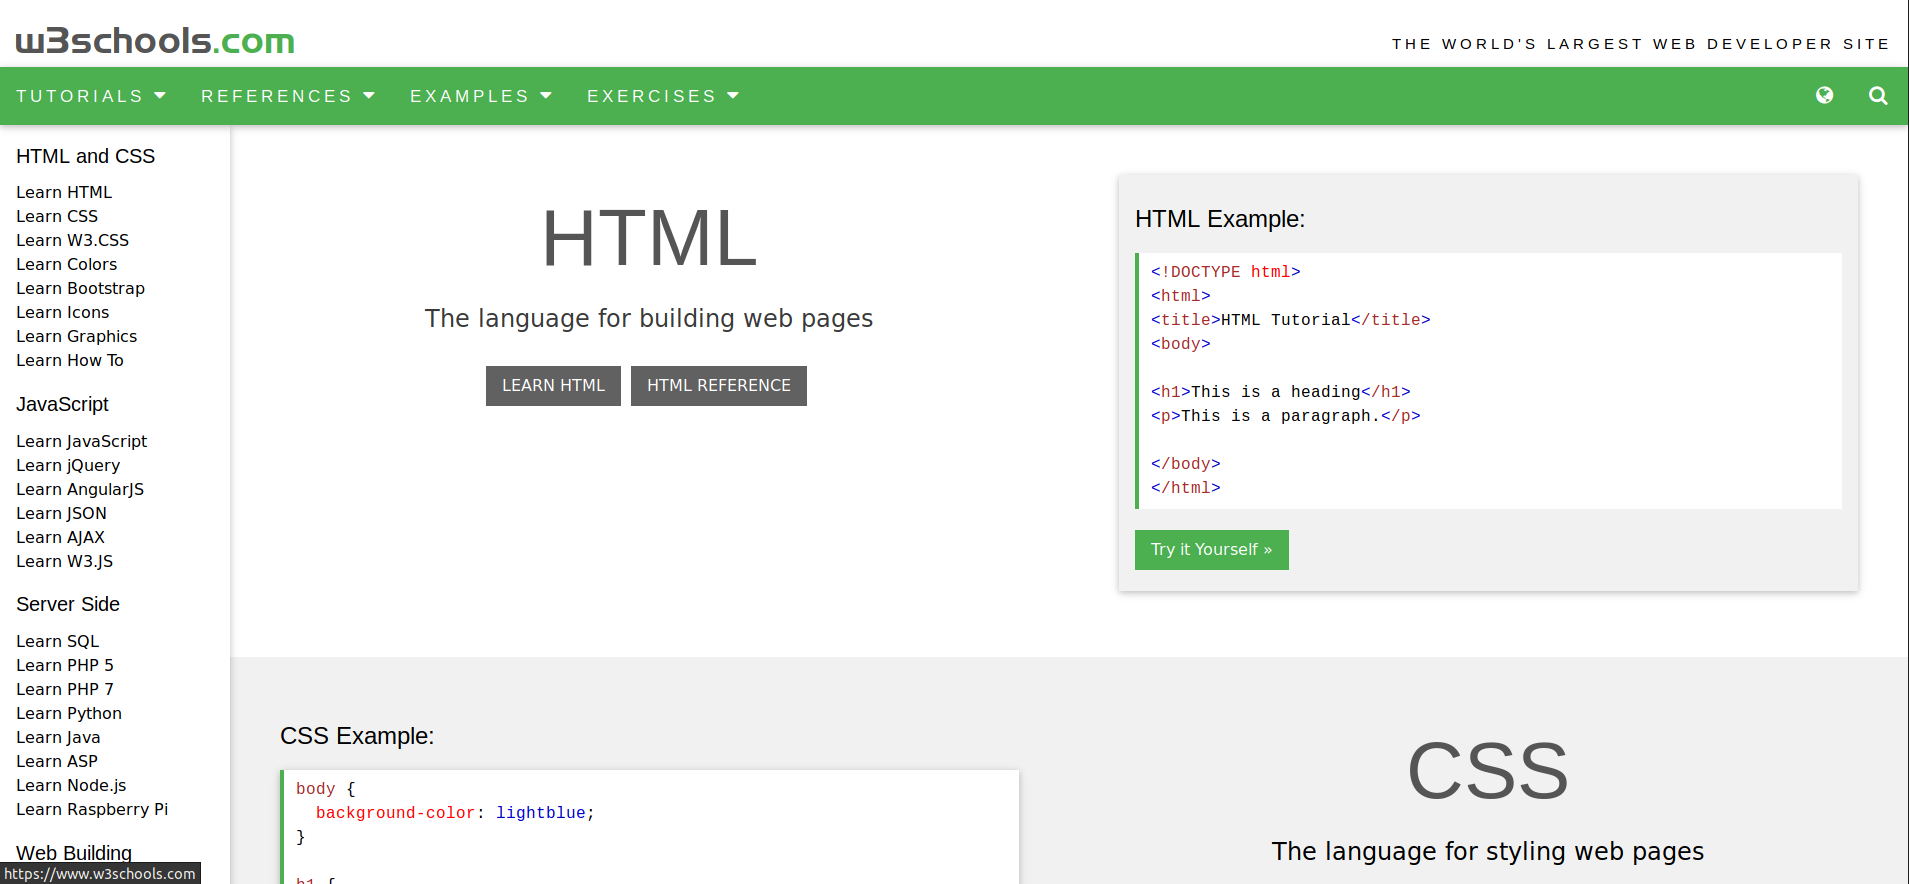 w3schools.com
THE WORLD'S LARGEST WEB DEVELOPER SITE
TUTORIALS REFERENCES EXAMPLES EXERCISES
HTML and CSS
Learn HTML
Learn CSS
Learn W3.CSS
Learn Colors
Learn Bootstrap
Learn Icons
Learn Graphics
Learn How To
JavaScript
Learn JavaScript
Learn jQuery
Learn AngularJS
Learn JSON
Learn AJAX
Learn W3.JS
Server Side
Learn SQL
Learn PHP 5
Learn PHP 7
Learn Python
Learn Java
Learn ASP
Learn Node.js
Learn Raspberry Pi
Web Building
https://www.w3schools.com
HTML
The language for building web pages
LEARN HTML HTML REFERENCE
HTML Example:
<!DOCTYPE html>
<html>
<title>HTML Tutorial</title>
<body>
<h1>This is a heading</h1>
<p>This is a paragraph.</p>
</body>
</html>
Try it Yourself »
CSS Example:
body {
background-color: lightblue;
}
h1 {
CSS
The language for styling web pages